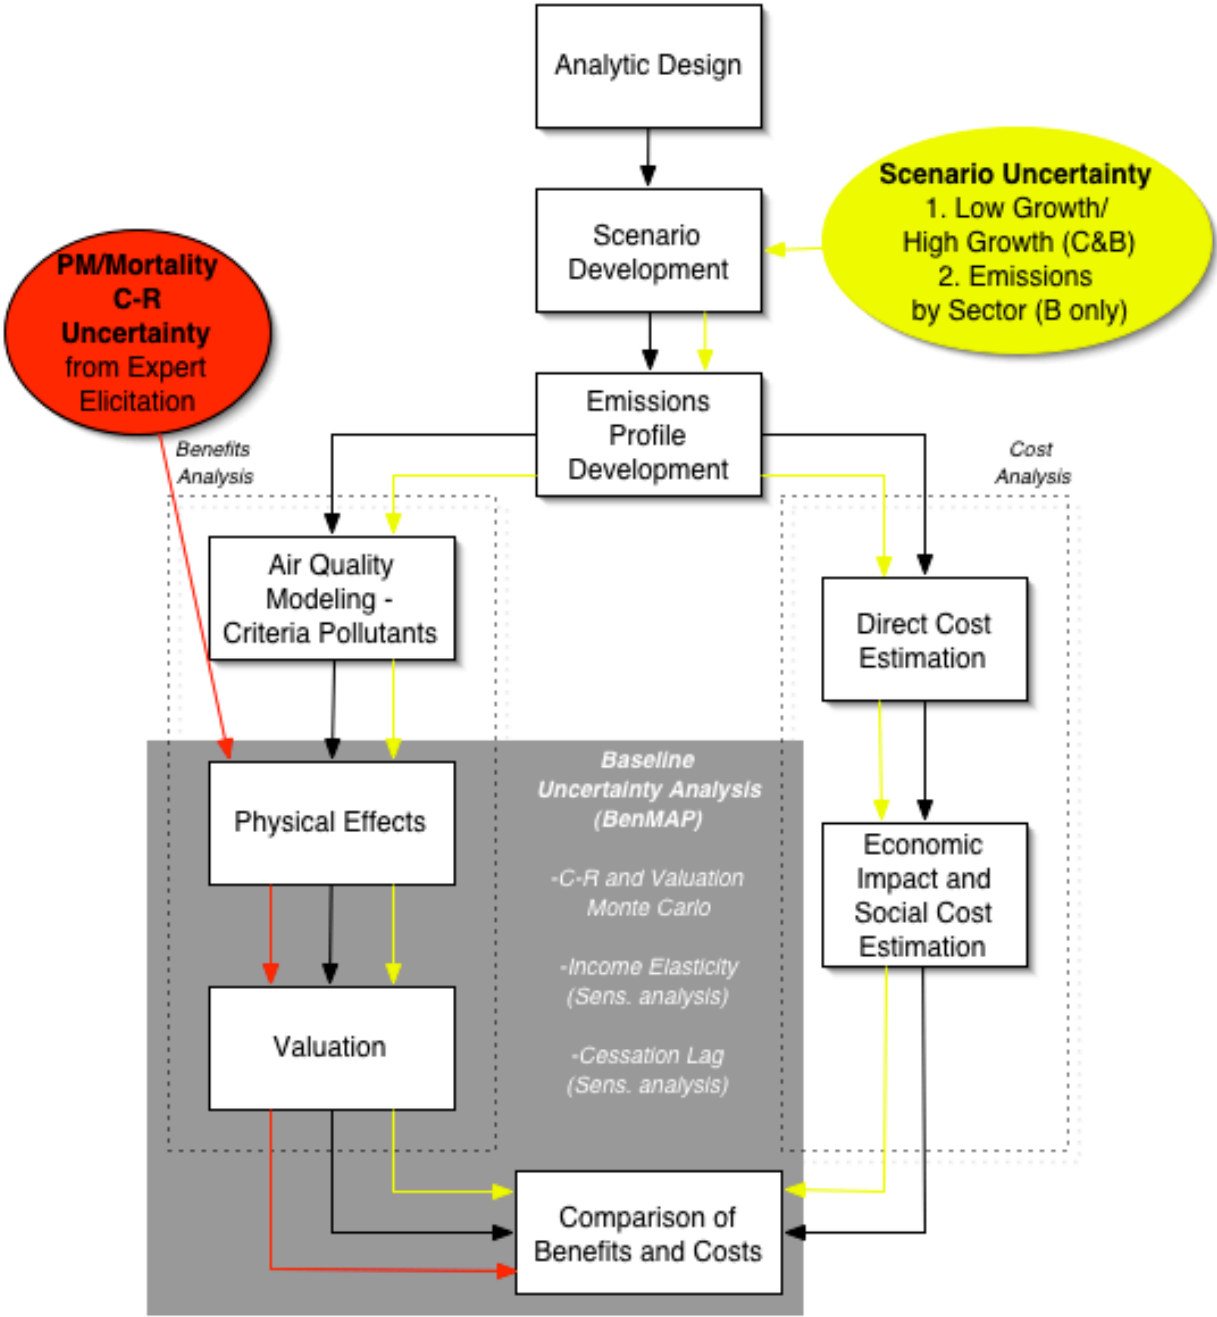 Analytic Design
Scenario Uncertainty
1. Low Growth/
High Growth (C&B)
2. Emissions
by Sector (B only)
Scenario
Development
PM/Mortality
C-R
Uncertainty
from Expert
Elicitation
Emissions
Profile
Development
Benefits
Analysis
Cost
Analysis
Air Quality
Modeling -
Criteria Pollutants
Direct Cost
Estimation
Baseline
Uncertainty Analysis
(BenMAP)
-C-R and Valuation
Monte Carlo
-Income Elasticity
(Sens. analysis)
-Cessation Lag
(Sens. analysis)
Physical Effects
Economic
Impact and
Social Cost
Estimation
Valuation
Comparison of
Benefits and Costs